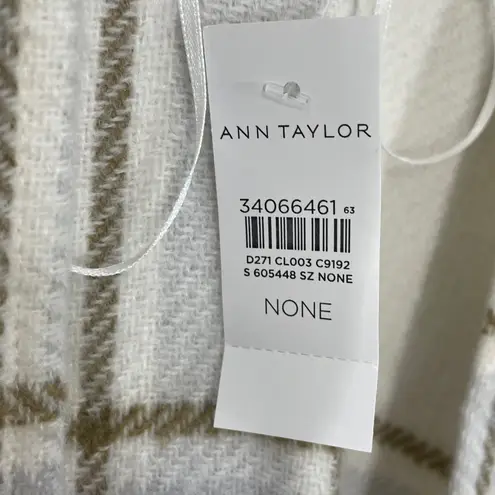 ANN TAYLOR
34066461 63
D271 CL003 C9192
S 605448 SZ NONE
NONE